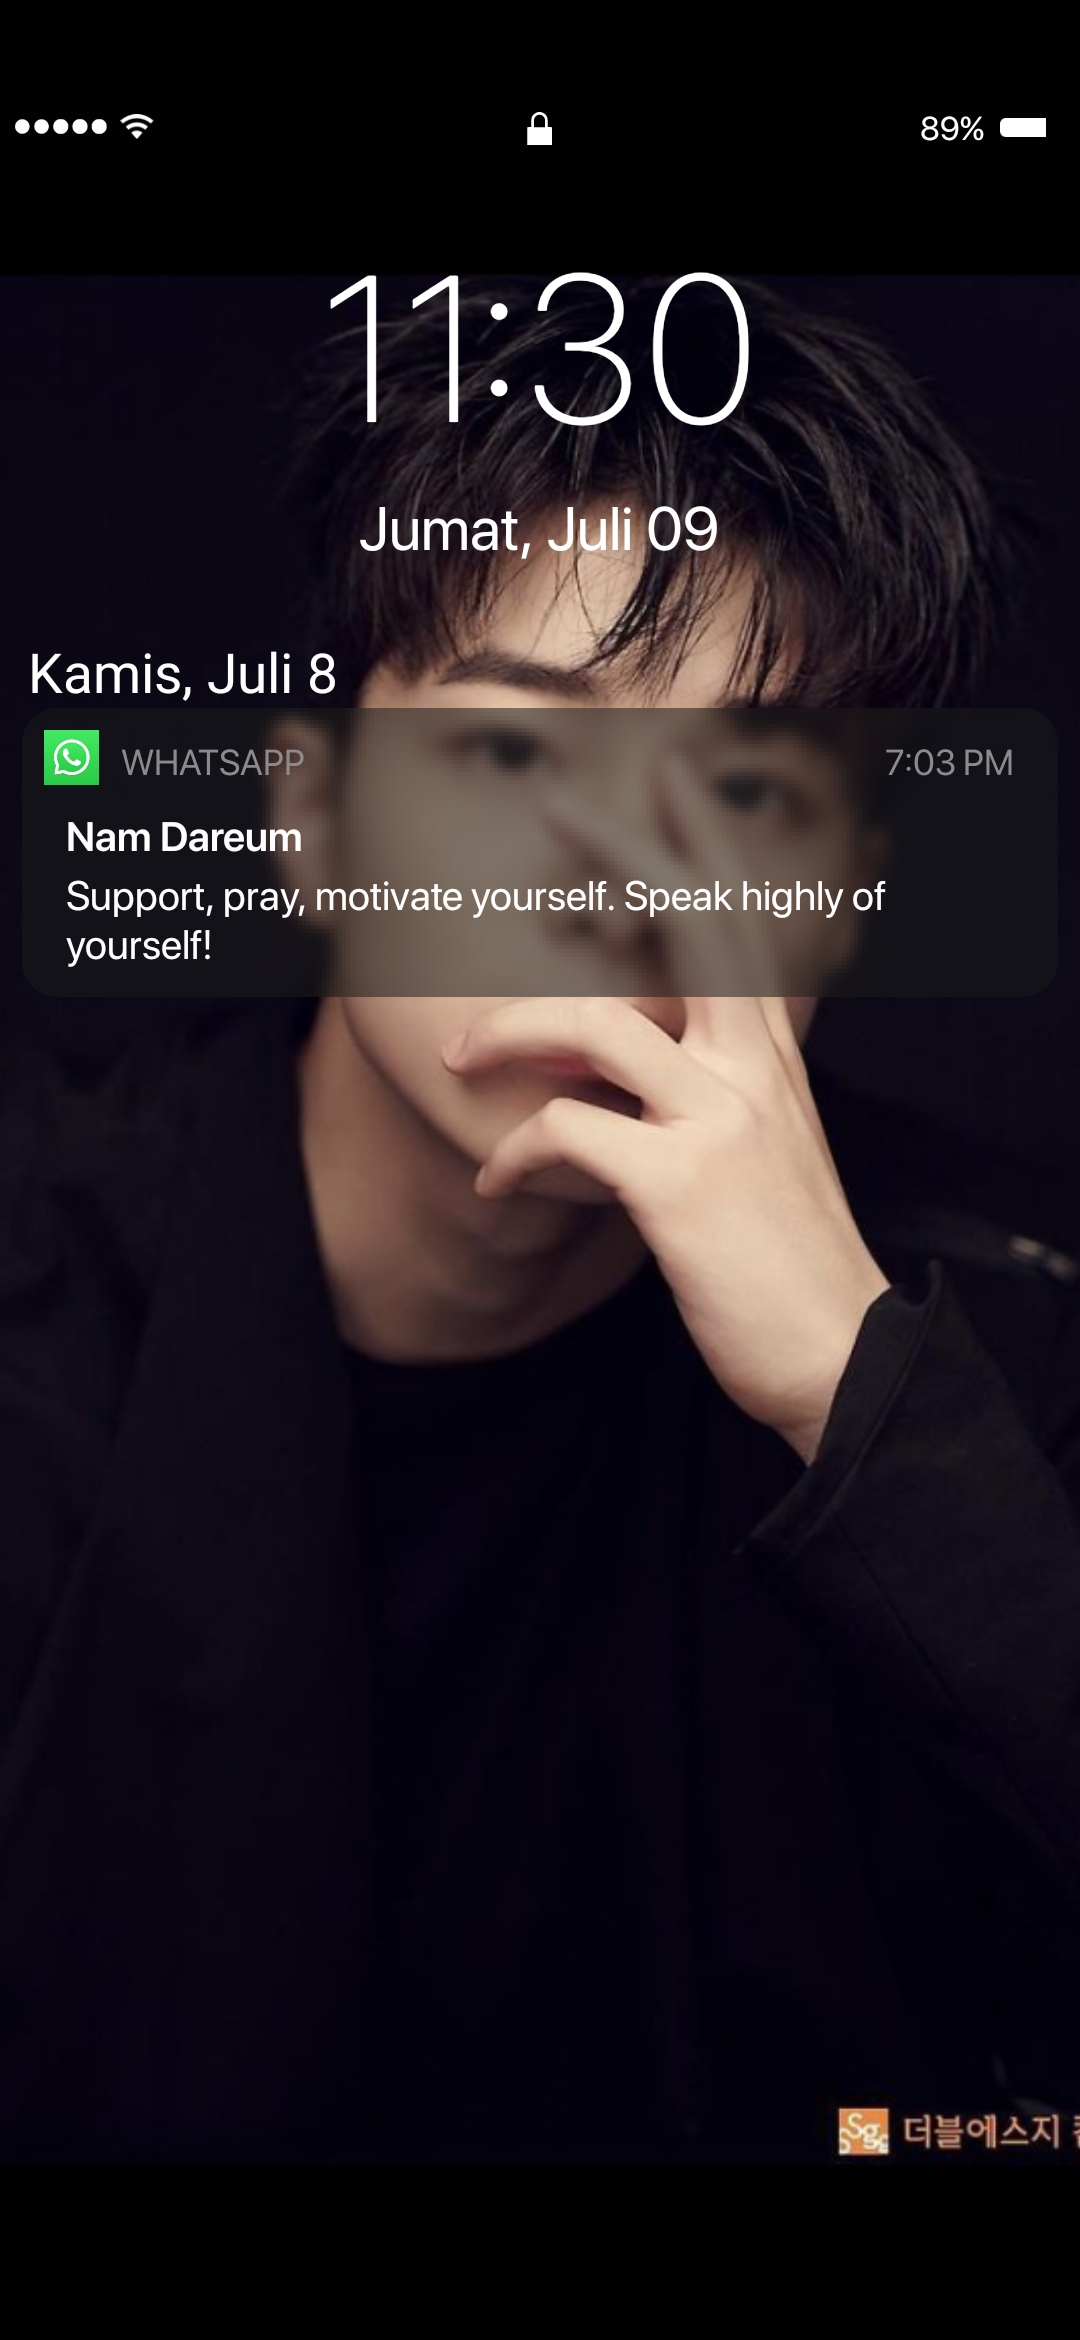 89%
11:30
Jumat, Juli 09
Kamis, Juli 8
WHATSAPP 7:03 PM
Nam Dareum
Support, pray, motivate yourself. Speak highly of
yourself!
Sg 더블에스지